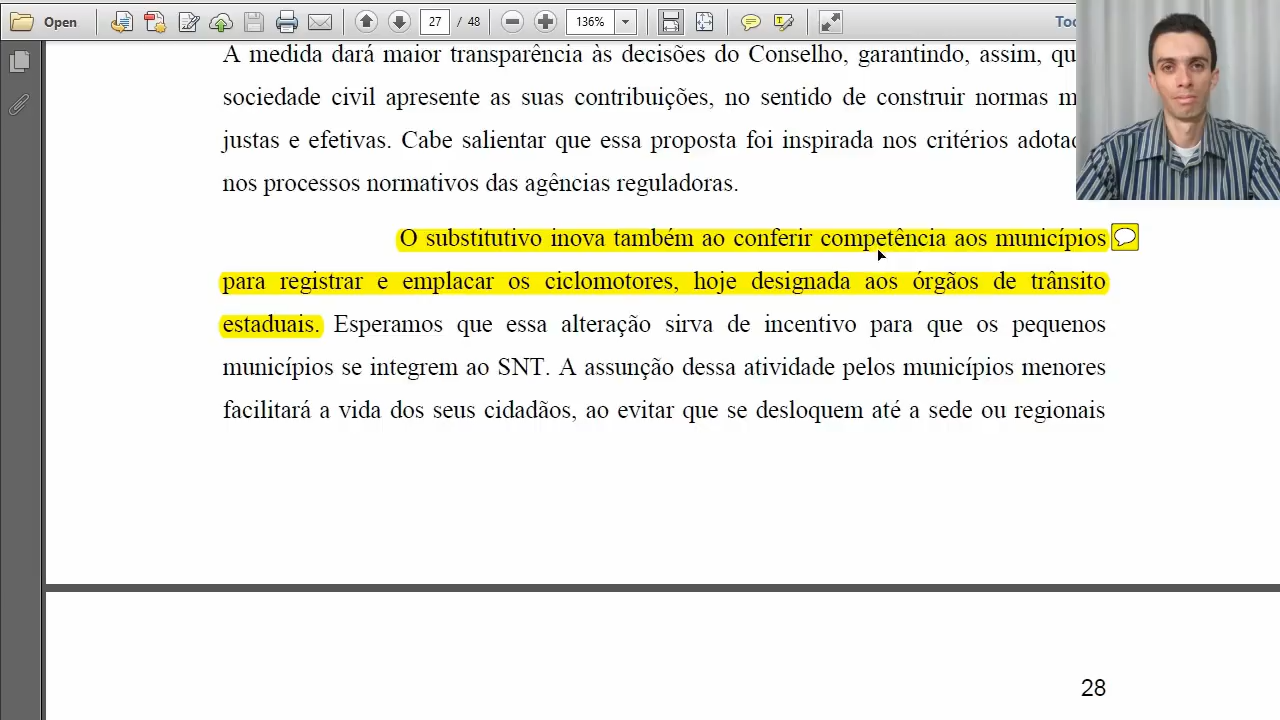 Open 27 / 48 136% Too
A medida dará maior transparência às decisões do Conselho, garantindo, assim, qu
sociedade civil apresente as suas contribuições, no sentido de construir normas m
justas e efetivas. Cabe salientar que essa proposta foi inspirada nos critérios adota
nos processos normativos das agências reguladoras.
O substitutivo inova também ao conferir competência aos municípios
para registrar e emplacar os ciclomotores, hoje designada aos órgãos de trânsito
estaduais. Esperamos que essa alteração sirva de incentivo para que os pequenos
municípios se integrem ao SNT. A assunção dessa atividade pelos municípios menores
facilitará a vida dos seus cidadãos, ao evitar que se desloquem até a sede ou regionais
28